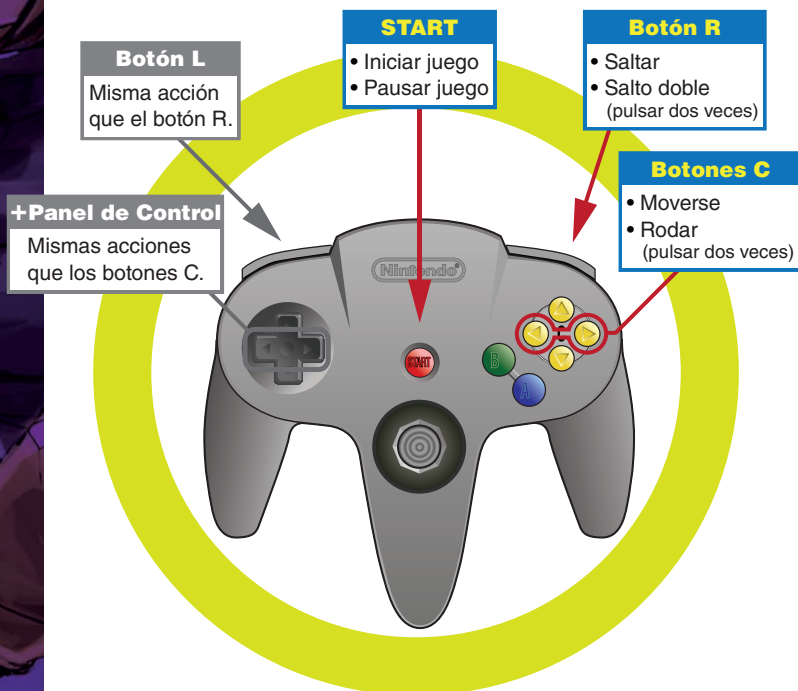 START
• Iniciar juego
• Pausar juego
Botón R
• Saltar
• Salto doble
(pulsar dos veces)
Botón L
Misma acción
que el botón R.
Botones C
• Moverse
• Rodar
(pulsar dos veces)
+Panel de Control
Mismas acciones
que los botones C.
Nintendo®
START
B
A